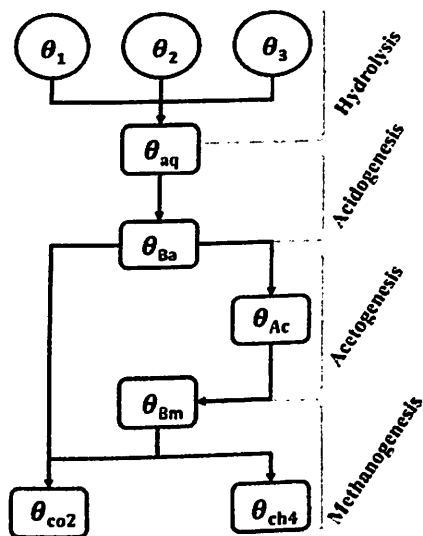 θ1 θ2 θ3
Hydrolysis
θaq
Acidogenesis
θBa
θAc
Acetogenesis
θBm
Methanogenesis
θco2 θch4